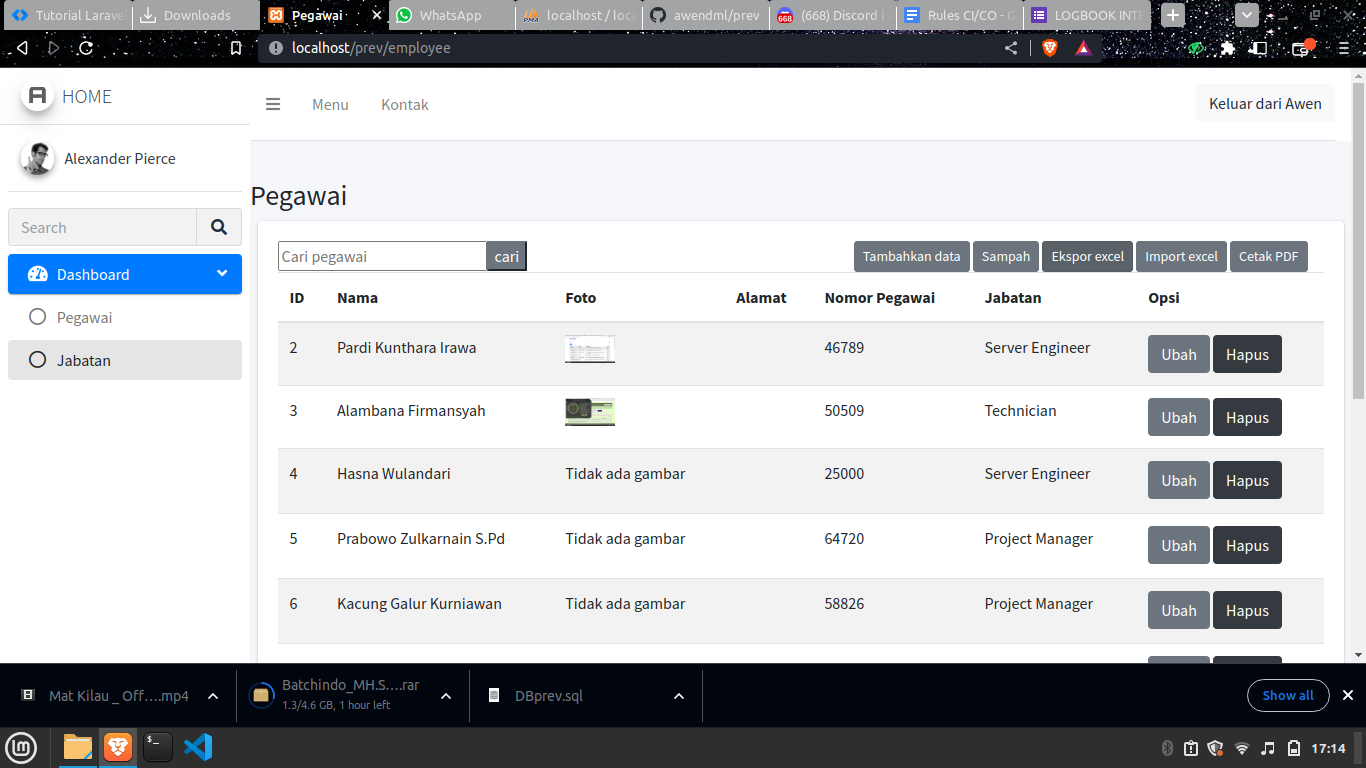 Tutorial Larave
Downloads
Pegawai
WhatsApp
localhost / loca
awendml/prev
(668) Discord |
Rules CI/CO - G
LOGBOOK INTE
localhost/prev/employee
HOME
Menu
Kontak
Keluar dari Awen
Alexander Pierce
Search
Dashboard
Pegawai
Jabatan
Pegawai
Cari pegawai cari
Tambahkan data Sampah Ekspor excel Import excel Cetak PDF
ID Nama Foto Alamat Nomor Pegawai Jabatan Opsi
2 Pardi Kunthara Irawa 46789 Server Engineer Ubah Hapus
3 Alambana Firmansyah 50509 Technician Ubah Hapus
4 Hasna Wulandari Tidak ada gambar 25000 Server Engineer Ubah Hapus
5 Prabowo Zulkarnain S.Pd Tidak ada gambar 64720 Project Manager Ubah Hapus
6 Kacung Galur Kurniawan Tidak ada gambar 58826 Project Manager Ubah Hapus
Mat Kilau _ Off....mp4
Batchindo_MH.S....rar
1.3/4.6 GB, 1 hour left
DBprev.sql
Show all
17:14